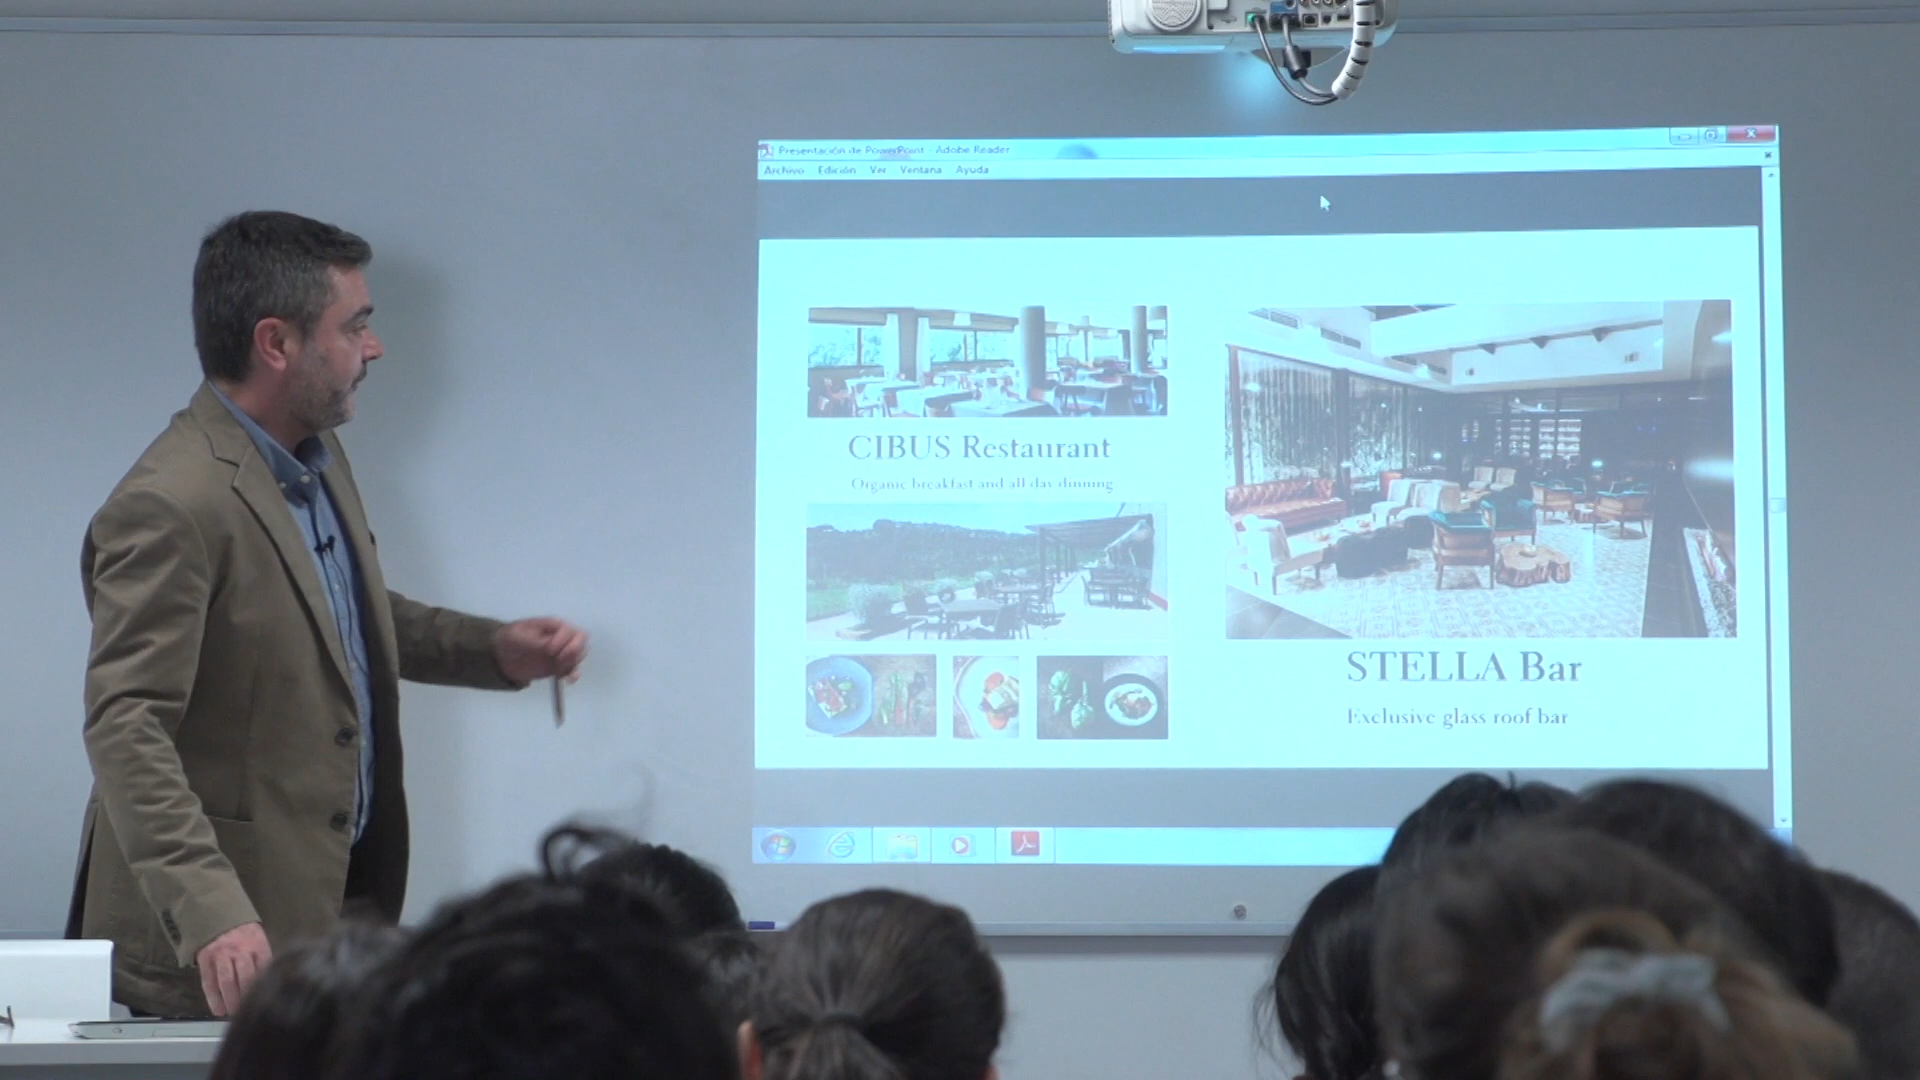 Presentación de PowerPoint - Adobe Reader
Archivo Edición Ver Ventana Ayuda
CIBUS Restaurant
Organic breakfast and all day dinning
STELLA Bar
Exclusive glass roof bar